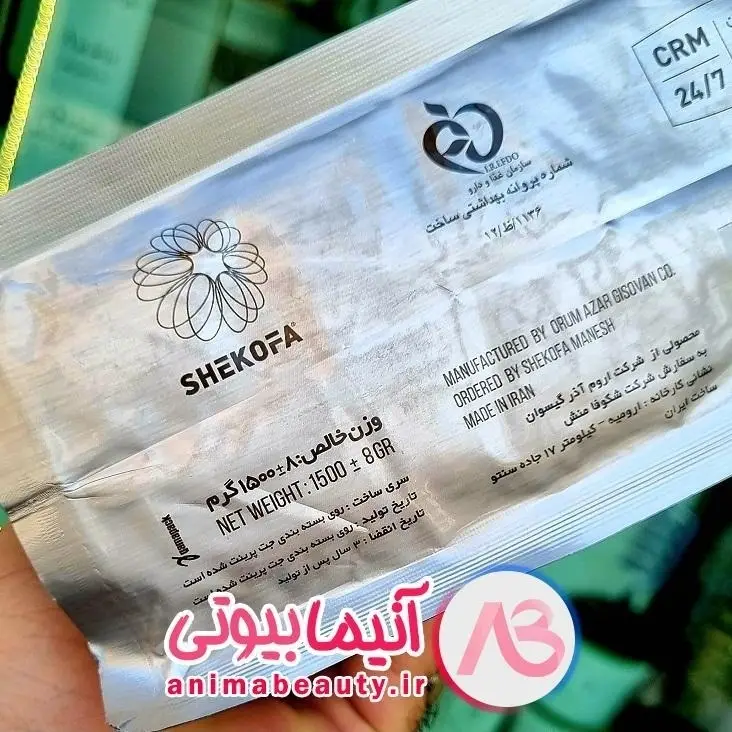 CRM
24/7
I.R.EFDO
سازمان غذا و دارو
شماره پروانه بهداشتی ساخت
۱۲/ظ/۱۱۳۶
SHEKOFA
MANUFACTURED BY ORUM AZAR GISOVAN CO.
ORDERED BY SHEKOFA MANESH
MADE IN IRAN
محصولی از شرکت اروم آذر گیسوان
به سفارش شرکت شکوفا منش
نشانی کارخانه : ارومیه - کیلومتر ۱۷ جاده سنتو
ساخت ایران
وزن خالص: ۸±۱۵۰۰ گرم
NET WEIGHT : 1500 ± 8 GR
سری ساخت : روی بسته بندی جت پرینت شده است
تاریخ تولید : روی بسته بندی جت پرینت شده است
تاریخ انقضا : ۳ سال پس از تولید
آنیما بیوتی
animabeauty.ir
AB